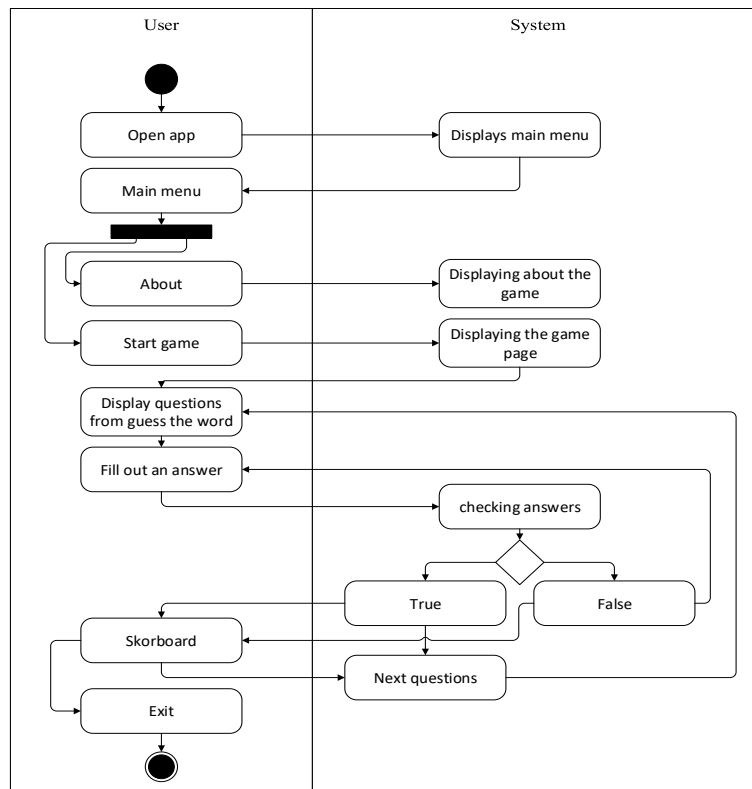 User
System
Open app
Displays main menu
Main menu
About
Displaying about the
game
Start game
Displaying the game
page
Display questions
from guess the word
Fill out an answer
checking answers
True
False
Skorboard
Next questions
Exit